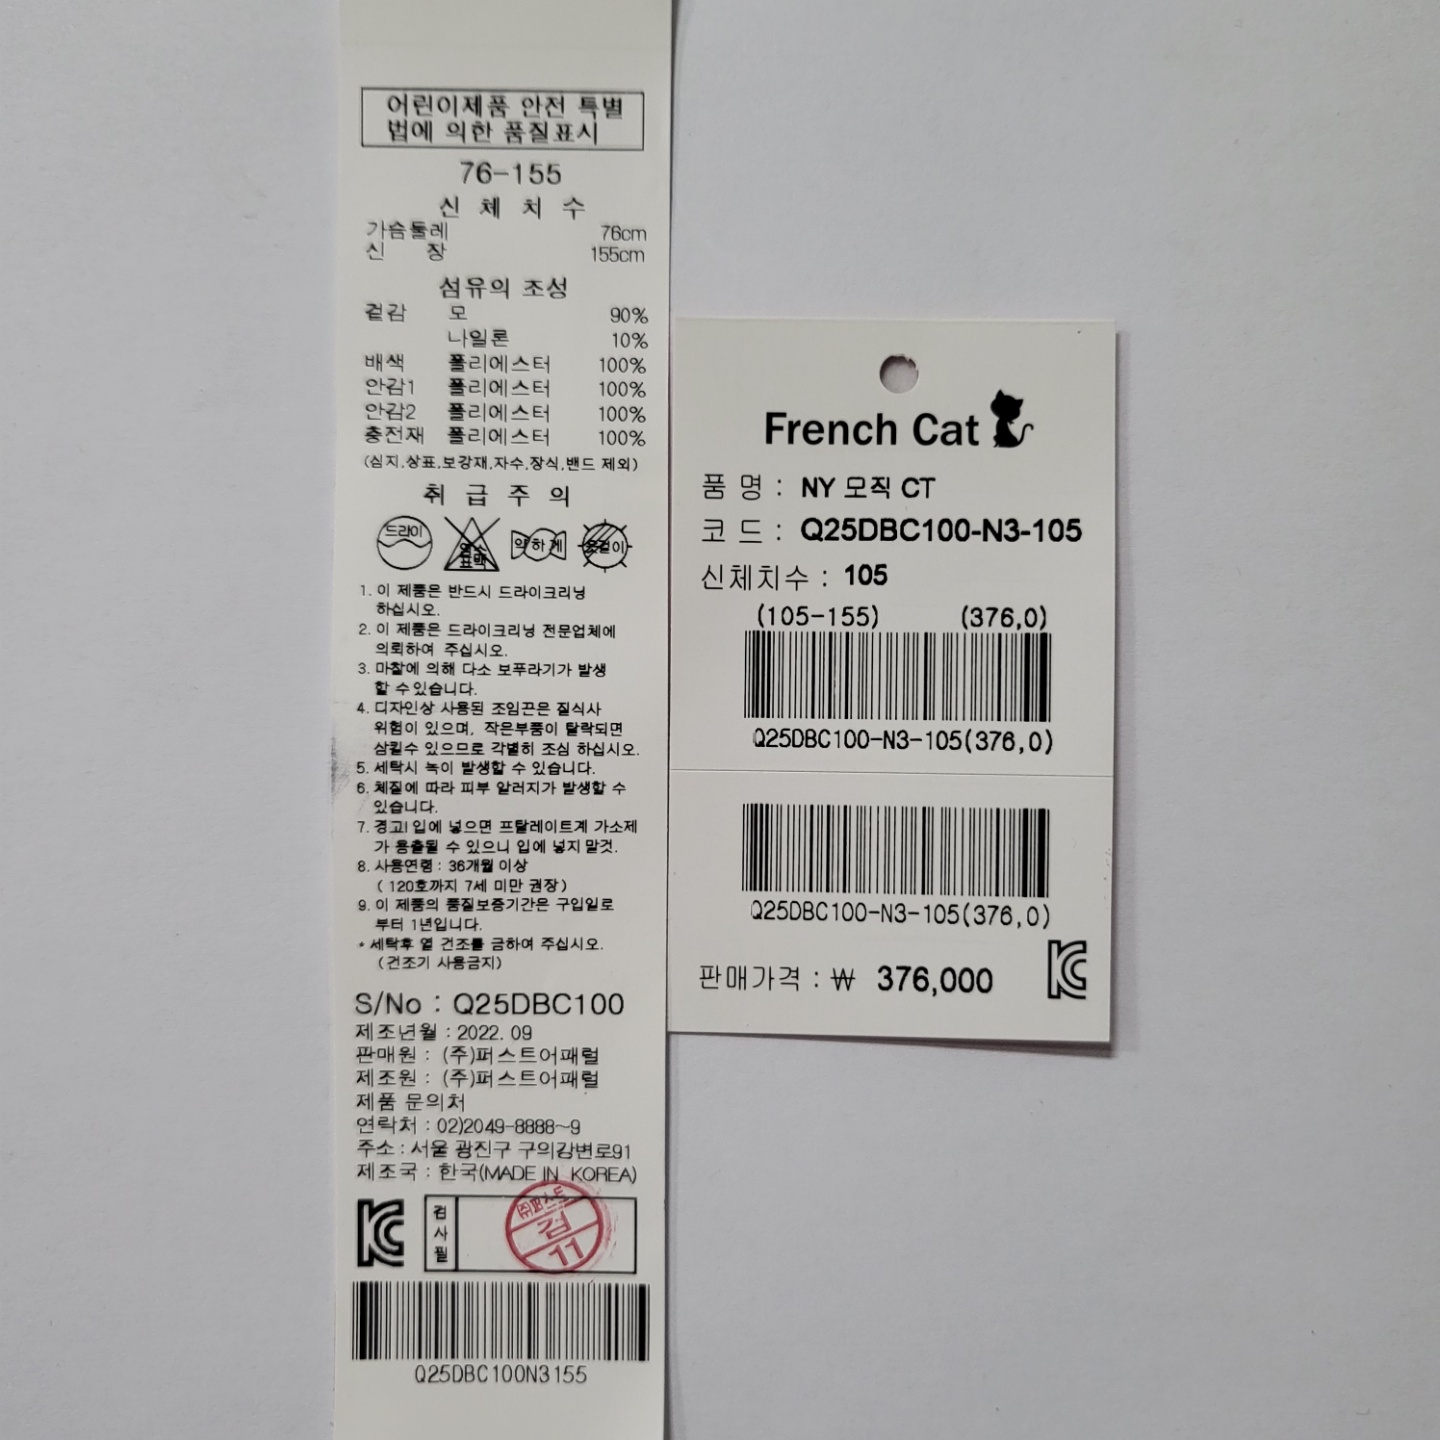 어린이제품 안전 특별
법에 의한 품질표시
76-155
신 체 치 수
가슴둘레 76cm
신 장 155cm
섬유의 조성
겉감 모 90%
나일론 10%
배색 폴리에스터 100%
안감1 폴리에스터 100%
안감2 폴리에스터 100%
충전재 폴리에스터 100%
(심지,상표,보강재,자수,장식,밴드 제외)
취 급 주 의
드라이
염소
표백
약하게
옷걸이
1. 이 제품은 반드시 드라이크리닝
하십시오.
2. 이 제품은 드라이크리닝 전문업체에
의뢰하여 주십시오.
3. 마찰에 의해 다소 보푸라기가 발생
할 수있습니다.
4. 디자인상 사용된 조임끈은 질식사
위험이 있으며, 작은부품이 탈락되면
삼킬수 있으므로 각별히 조심 하십시오.
5. 세탁시 녹이 발생할 수 있습니다.
6. 체질에 따라 피부 알러지가 발생할 수
있습니다.
7. 경고! 입에 넣으면 프탈레이트계 가소제
가 용출될 수 있으니 입에 넣지 말것.
8. 사용연령 : 36개월 이상
( 120호까지 7세 미만 권장)
9. 이 제품의 품질보증기간은 구입일로
부터 1년입니다.
* 세탁후 열 건조를 금하여 주십시오.
(건조기 사용금지)
S/No : Q25DBC100
제조년월 : 2022. 09
판매원 : (주)퍼스트어패럴
제조원 : (주)퍼스트어패럴
제품 문의처
연락처 : 02)2049-8888~9
주소 : 서울 광진구 구의강변로91
제조국 : 한국(MADE IN KOREA)
KC
검사필
㈜퍼스트
검
11
Q25DBC100N3155
French Cat
품 명 : NY 모직 CT
코 드 : Q25DBC100-N3-105
신체치수 : 105
(105-155) (376,0)
Q25DBC100-N3-105(376,0)
Q25DBC100-N3-105(376,0)
KC
판매가격 : ₩ 376,000